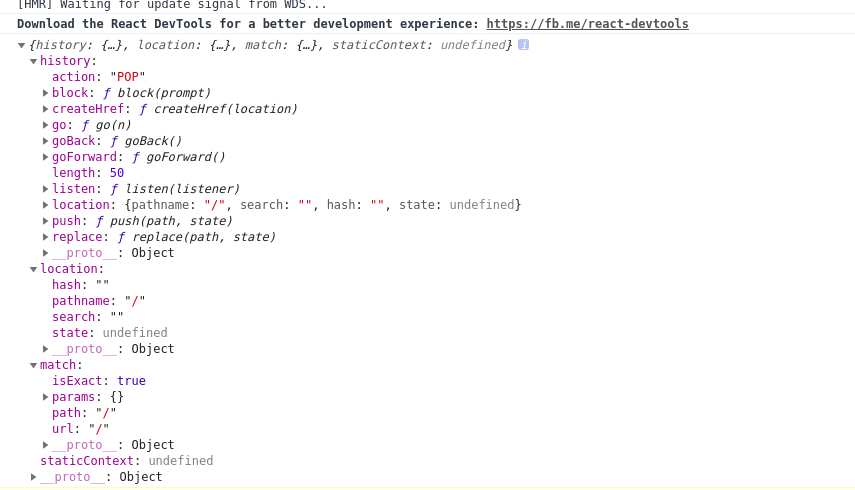 [HMR] Waiting for update signal from WDS...
Download the React DevTools for a better development experience: https://fb.me/react-devtools
{history: {…}, location: {…}, match: {…}, staticContext: undefined} i
history:
action: "POP"
block: ƒ block(prompt)
createHref: ƒ createHref(location)
go: ƒ go(n)
goBack: ƒ goBack()
goForward: ƒ goForward()
length: 50
listen: ƒ listen(listener)
location: {pathname: "/", search: "", hash: "", state: undefined}
push: ƒ push(path, state)
replace: ƒ replace(path, state)
__proto__: Object
location:
hash: ""
pathname: "/"
search: ""
state: undefined
__proto__: Object
match:
isExact: true
params: {}
path: "/"
url: "/"
__proto__: Object
staticContext: undefined
__proto__: Object